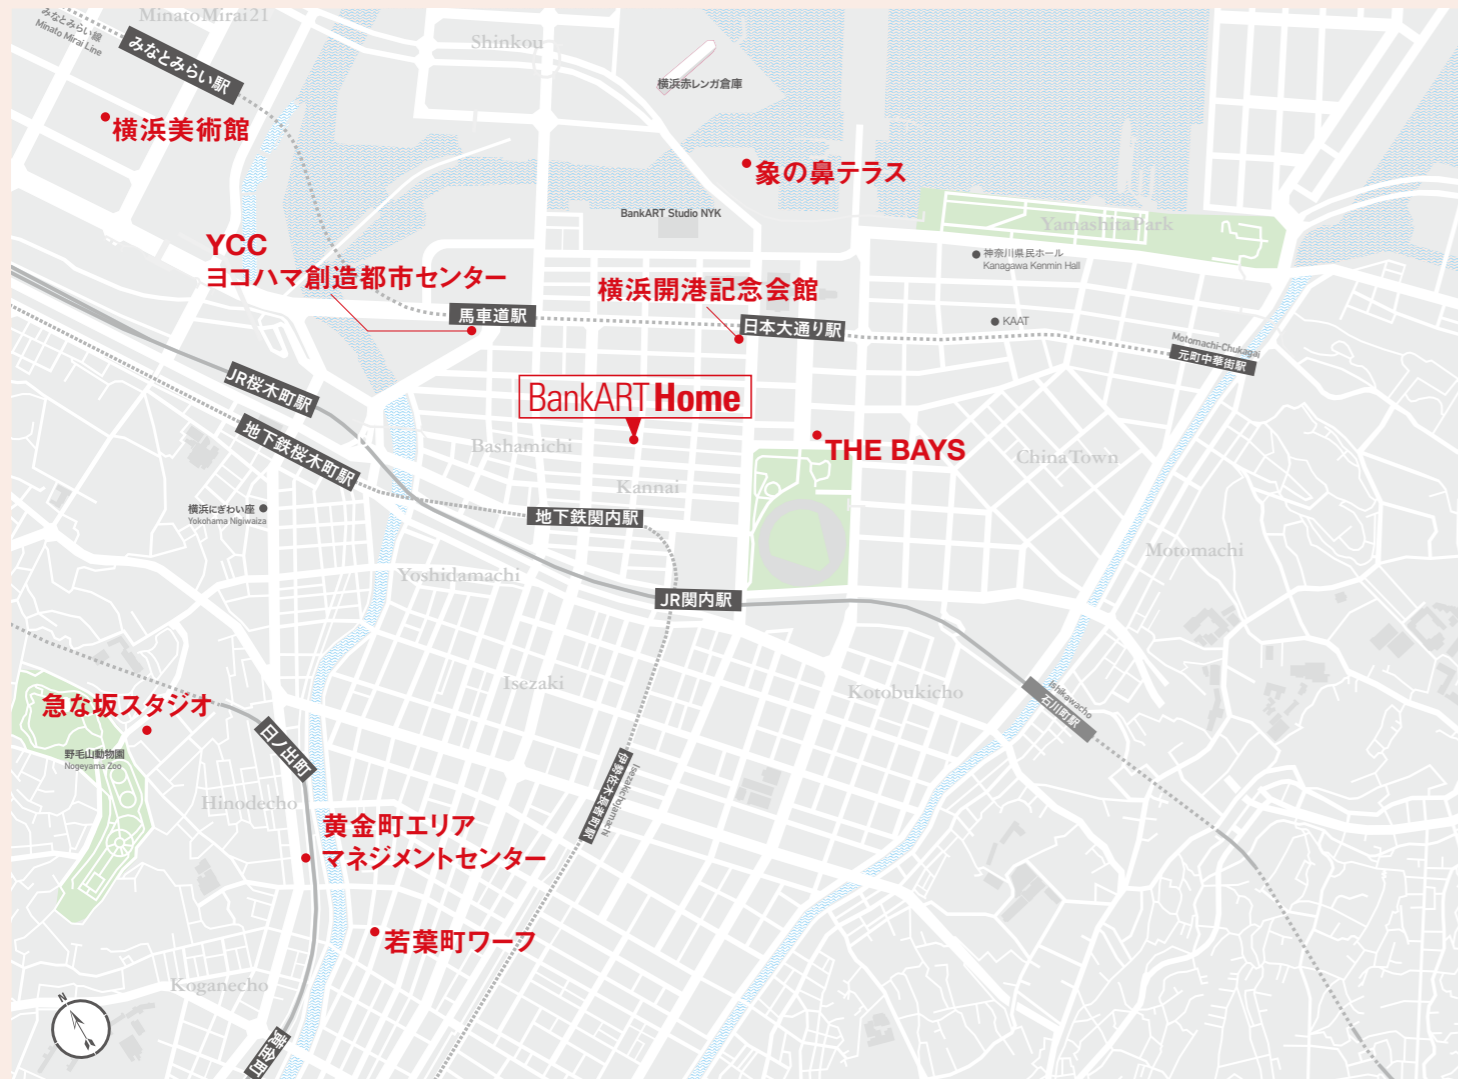 みなとみらい線
Minato Mirai Line
MinatoMirai21
みなとみらい駅
Shinkou
横浜赤レンガ倉庫
横浜美術館
象の鼻テラス
BankART Studio NYK
YamashitaPark
YCC
ヨコハマ創造都市センター
神奈川県民ホール
Kanagawa Kenmin Hall
横浜開港記念会館
馬車道駅
日本大通り駅
KAAT
Motomachi-Chukagai
元町中華街駅
JR桜木町駅
BankART Home
地下鉄桜木町駅
Bashamichi
THE BAYS
ChinaTown
Kannai
横浜にぎわい座
Yokohama Nigiwaiza
地下鉄関内駅
Motomachi
Yoshidamachi
JR関内駅
Isezaki
Kotobukicho
Ishikawacho
石川町駅
急な坂スタジオ
野毛山動物園
Nogeyama Zoo
日ノ出町
Hinodecho
伊勢佐木長者町駅
Isezakichojamachi
黄金町エリア
マネジメントセンター
若葉町ワーフ
Koganecho
N
黄金町